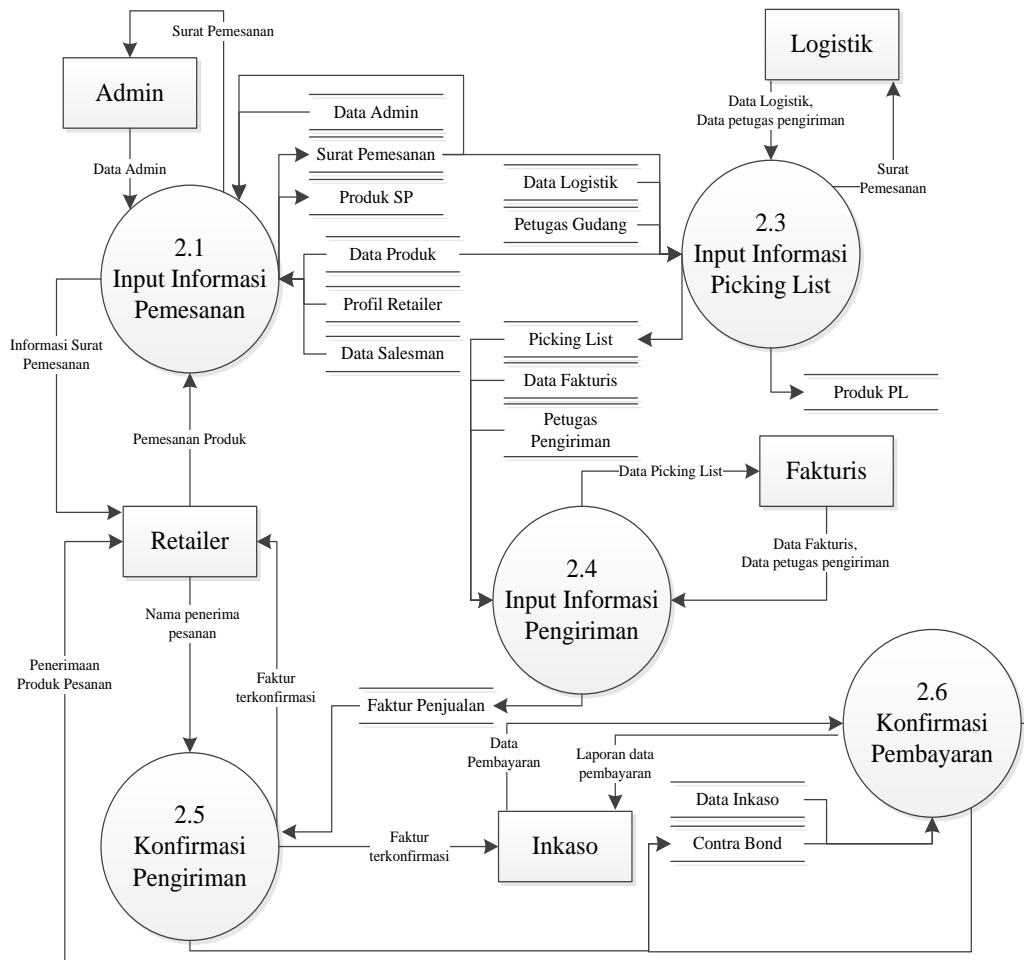 Surat Pemesanan
Admin
Data Admin
2.1
Input Informasi
Pemesanan
Data Admin
Surat Pemesanan
Produk SP
Data Produk
Profil Retailer
Data Salesman
Data Logistik
Petugas Gudang
Logistik
Data Logistik,
Data petugas pengiriman
Surat
Pemesanan
2.3
Input Informasi
Picking List
Picking List
Data Fakturis
Petugas
Pengiriman
Produk PL
Informasi Surat
Pemesanan
Pemesanan Produk
Retailer
Data Picking List
Fakturis
Data Fakturis,
Data petugas pengiriman
2.4
Input Informasi
Pengiriman
Nama penerima
pesanan
Penerimaan
Produk Pesanan
Faktur
terkonfirmasi
Faktur Penjualan
Data
Pembayaran
Laporan data
pembayaran
2.6
Konfirmasi
Pembayaran
Data Inkaso
Contra Bond
2.5
Konfirmasi
Pengiriman
Faktur
terkonfirmasi
Inkaso